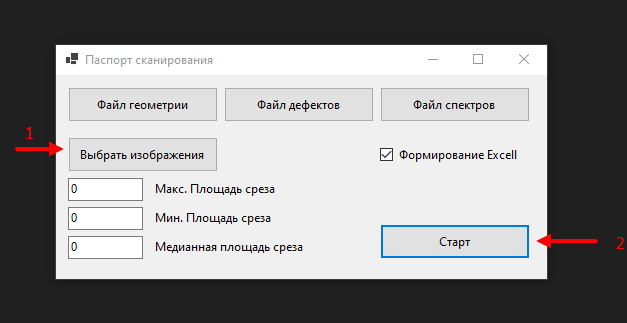 Паспорт сканирования
Файл геометрии Файл дефектов Файл спектров
1
Выбрать изображения Формирование Excell
0 Макс. Площадь среза
0 Мин. Площадь среза
0 Медианная площадь среза
Старт 2